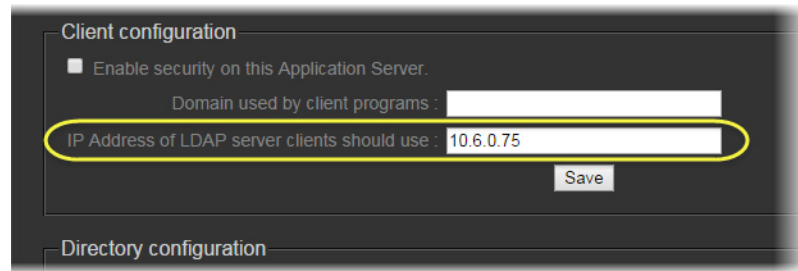 Client configuration
Enable security on this Application Server.
Domain used by client programs :
IP Address of LDAP server clients should use : 10.6.0.75
Save
Directory configuration